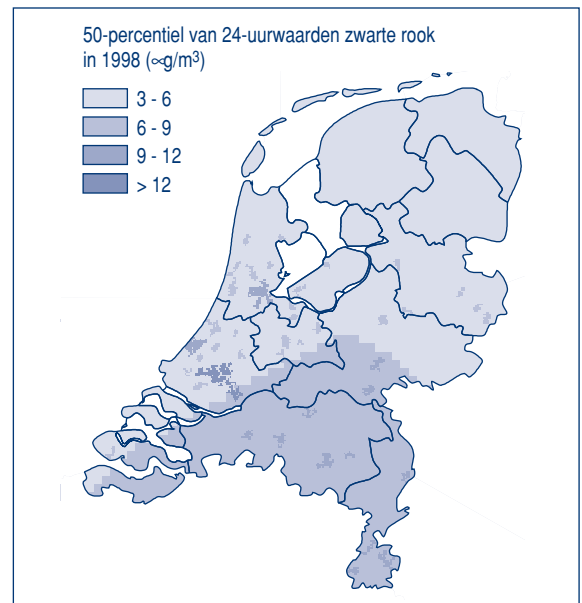 50-percentiel van 24-uurwaarden zwarte rook
in 1998 (∝g/m³)
3 - 6
6 - 9
9 - 12
> 12